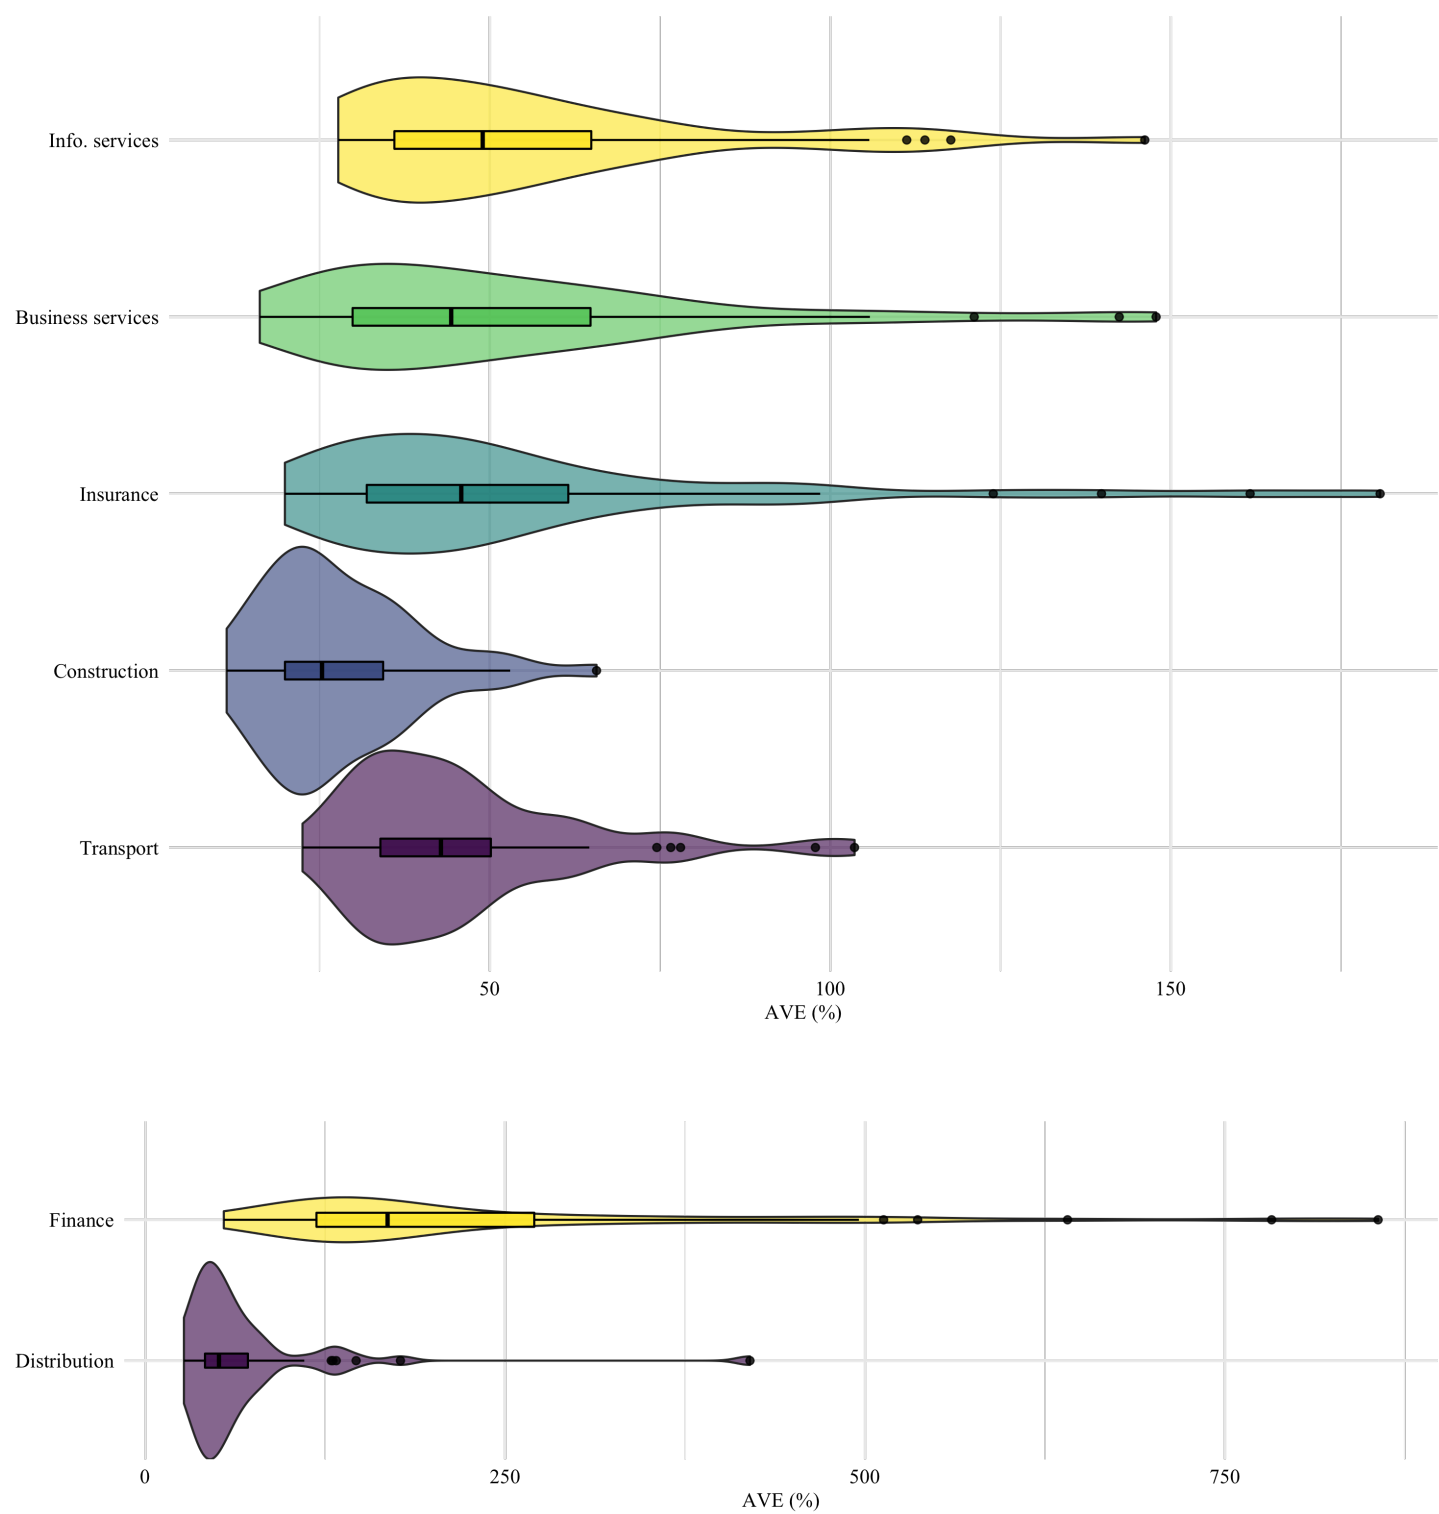 Info. services
Business services
Insurance
Construction
Transport
50 100 150
AVE (%)
Finance
Distribution
0 250 500 750
AVE (%)